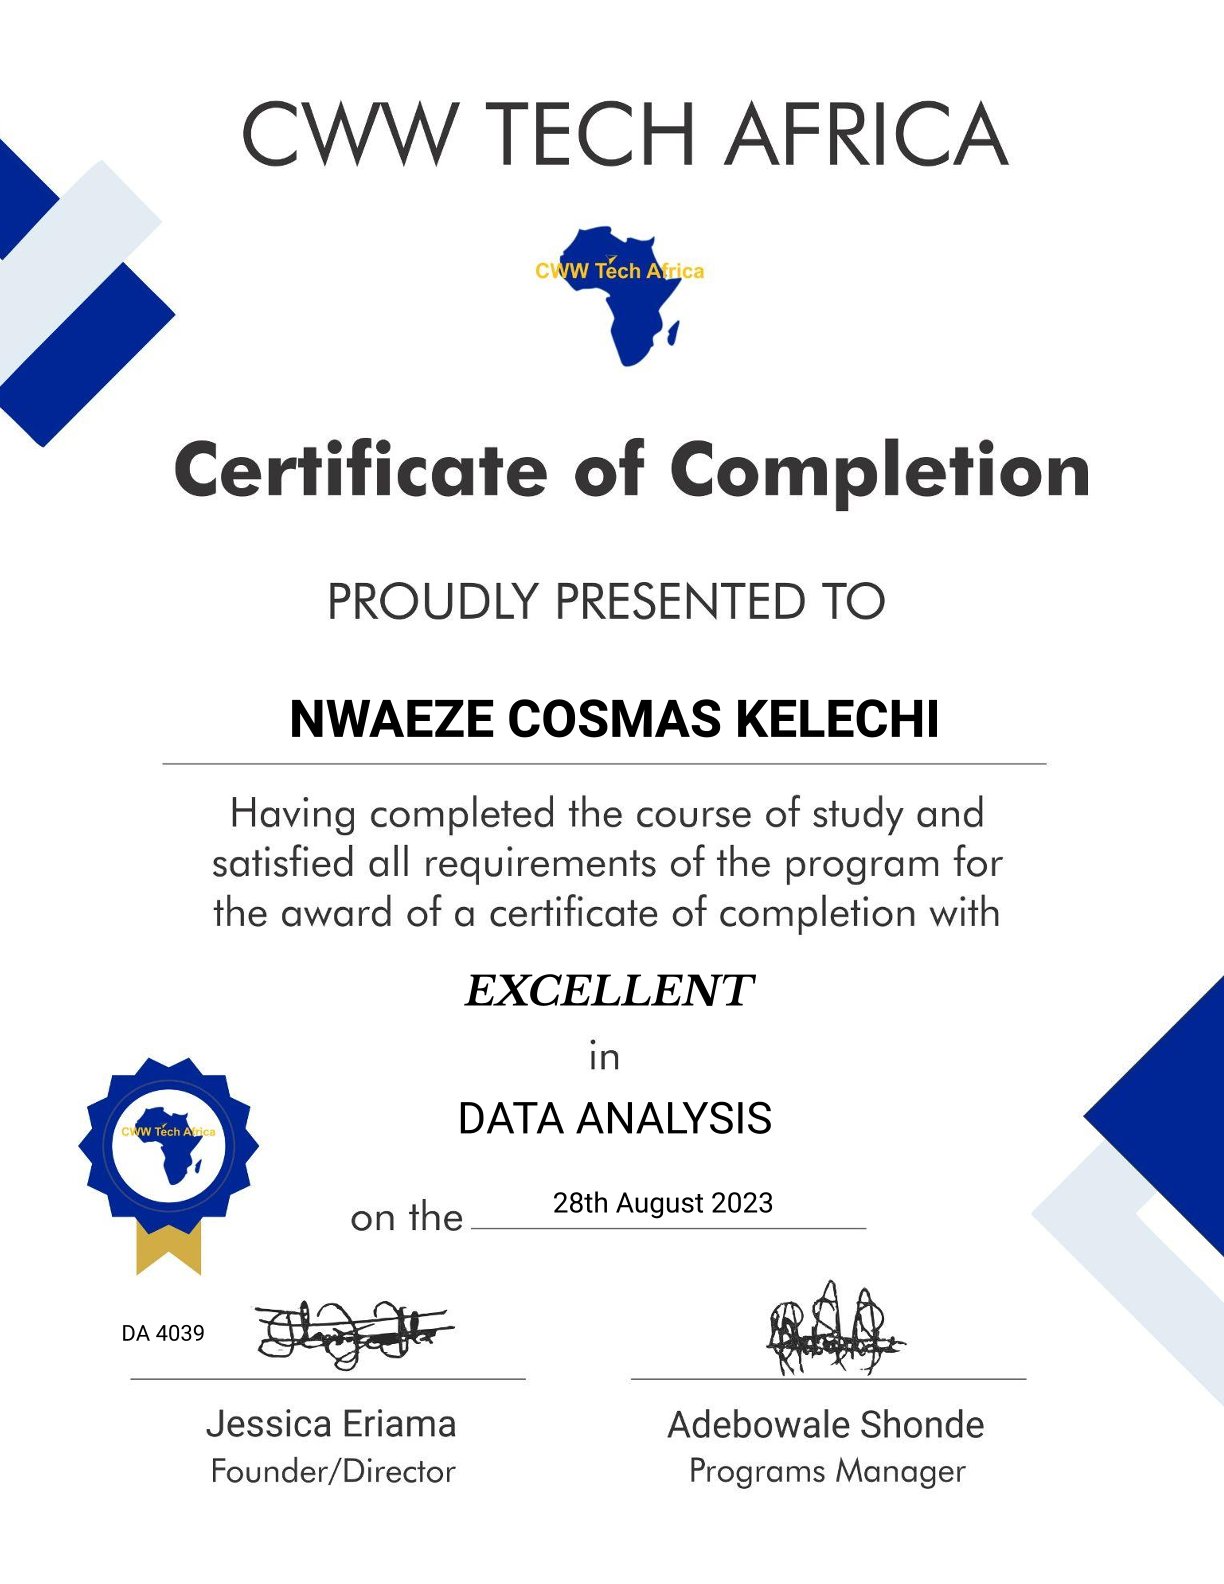 CWW TECH AFRICA
CWW Tech Africa
Certificate of Completion
PROUDLY PRESENTED TO
NWAEZE COSMAS KELECHI
Having completed the course of study and
satisfied all requirements of the program for
the award of a certificate of completion with
EXCELLENT
in
DATA ANALYSIS
CWW Tech Africa
on the 28th August 2023
DA 4039
Jessica Eriama
Founder/Director
Adebowale Shonde
Programs Manager